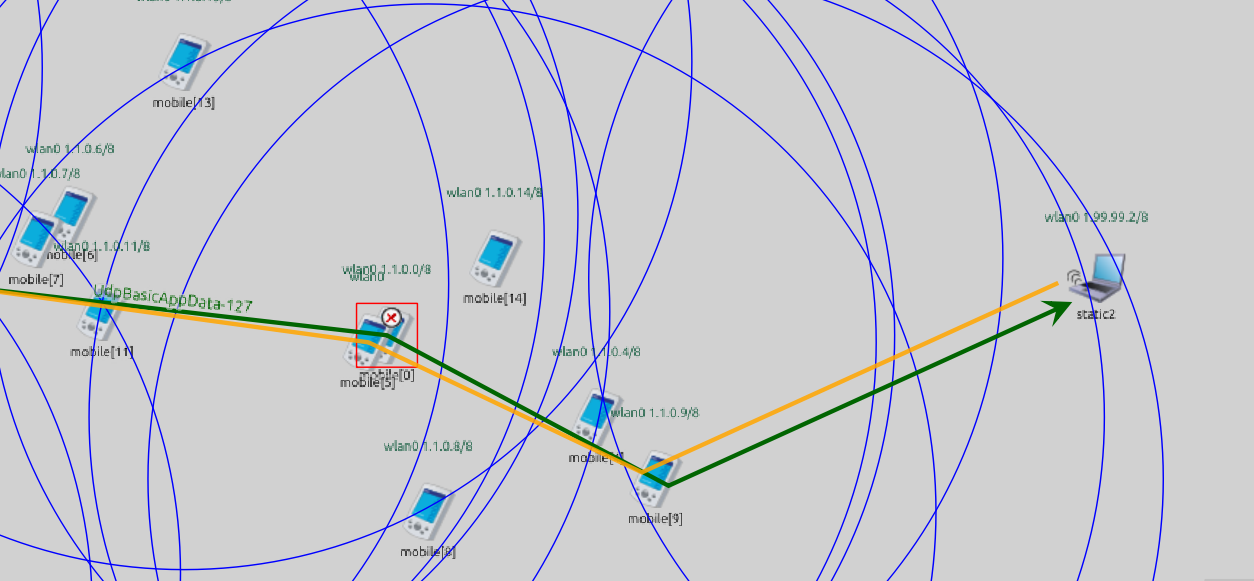 mobile[13]
wlan0 1.1.0.6/8
wlan0 1.1.0.7/8
wlan0 1.1.0.14/8
wlan0 1.99.99.2/8
wlan0 1.1.0.11/8
mobile[6]
wlan0 1.1.0.0/8
wlan0
mobile[7]
UdpBasicAppData-127
mobile[14]
static2
mobile[11]
wlan0 1.1.0.4/8
mobile[0]
mobile[5]
wlan0 1.1.0.9/8
wlan0 1.1.0.8/8
mobile[4]
mobile[9]
mobile[8]